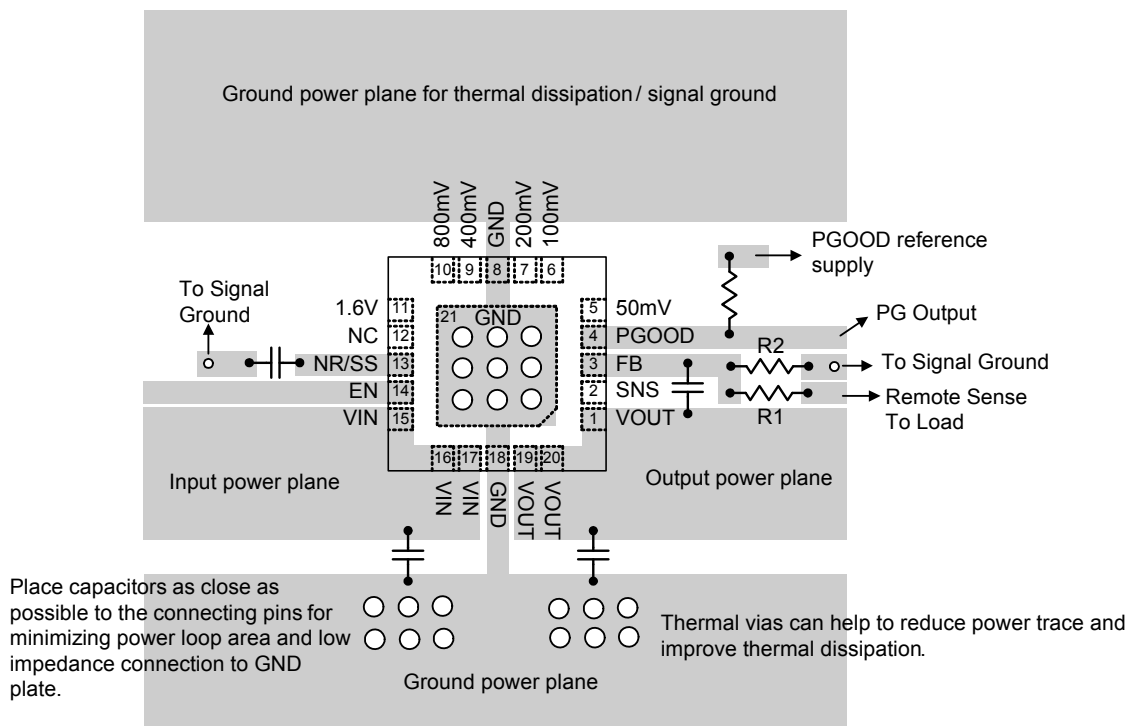 Ground power plane for thermal dissipation / signal ground
800mV
400mV
GND
200mV
100mV
10
9
8
7
6
PGOOD reference
supply
To Signal
Ground
1.6V
11
21
GND
5
50mV
PG Output
NC
12
4
PGOOD
R2
NR/SS
13
3
FB
To Signal Ground
EN
14
2
SNS
Remote Sense
To Load
VIN
15
1
VOUT
R1
16
17
18
19
20
Input power plane
Output power plane
VIN
VIN
GND
VOUT
VOUT
Place capacitors as close as
possible to the connecting pins for
minimizing power loop area and low
impedance connection to GND
plate.
Thermal vias can help to reduce power trace and
improve thermal dissipation.
Ground power plane